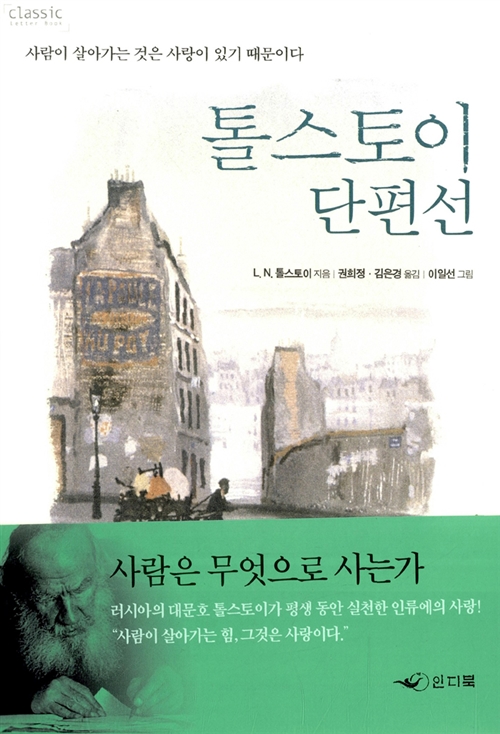 classic
Letter Book
사람이 살아가는 것은 사랑이 있기 때문이다
톨스토이
단편선
L. N. 톨스토이 지음 | 권희정 · 김은경 옮김 | 이일선 그림
사람은 무엇으로 사는가
러시아의 대문호 톨스토이가 평생 동안 실천한 인류에의 사랑!
“사람이 살아가는 힘, 그것은 사랑이다.”
인디북